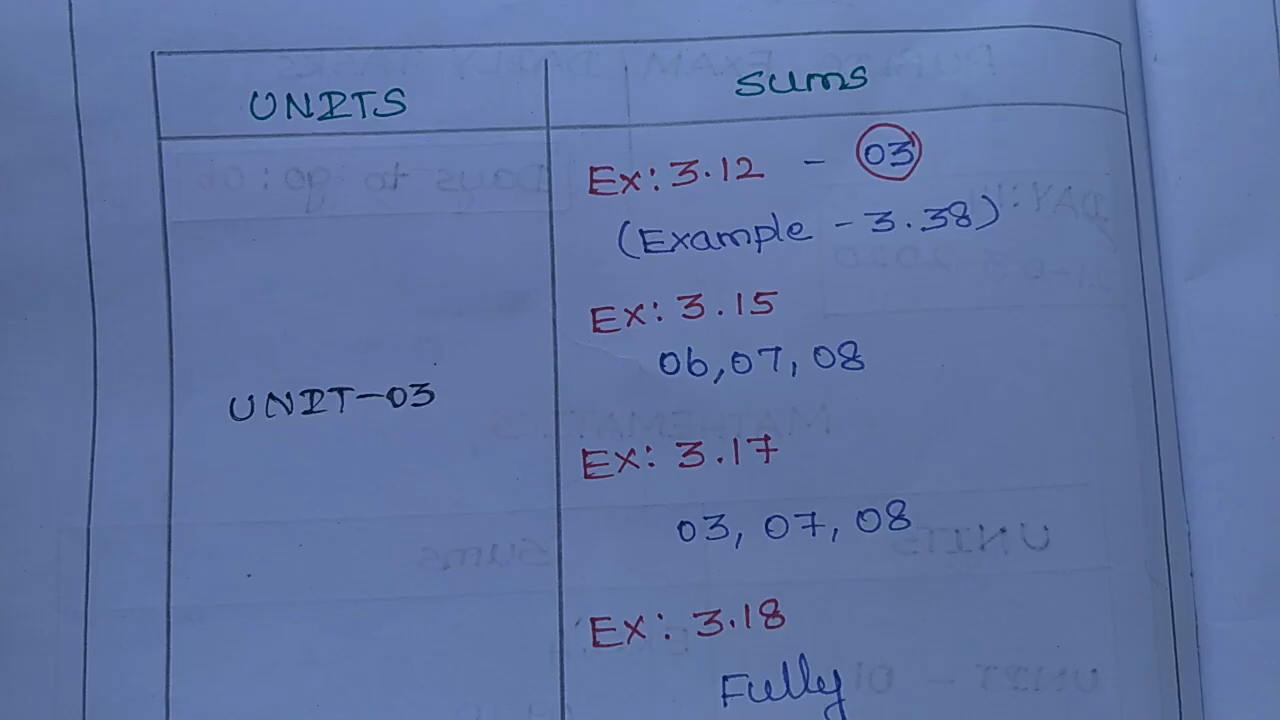 UNITS
Sums
Ex: 3.12 - 03
(Example - 3.38)
Ex: 3.15
06, 07, 08
UNIT-03
Ex: 3.17
03, 07, 08
Ex: 3.18
Fully